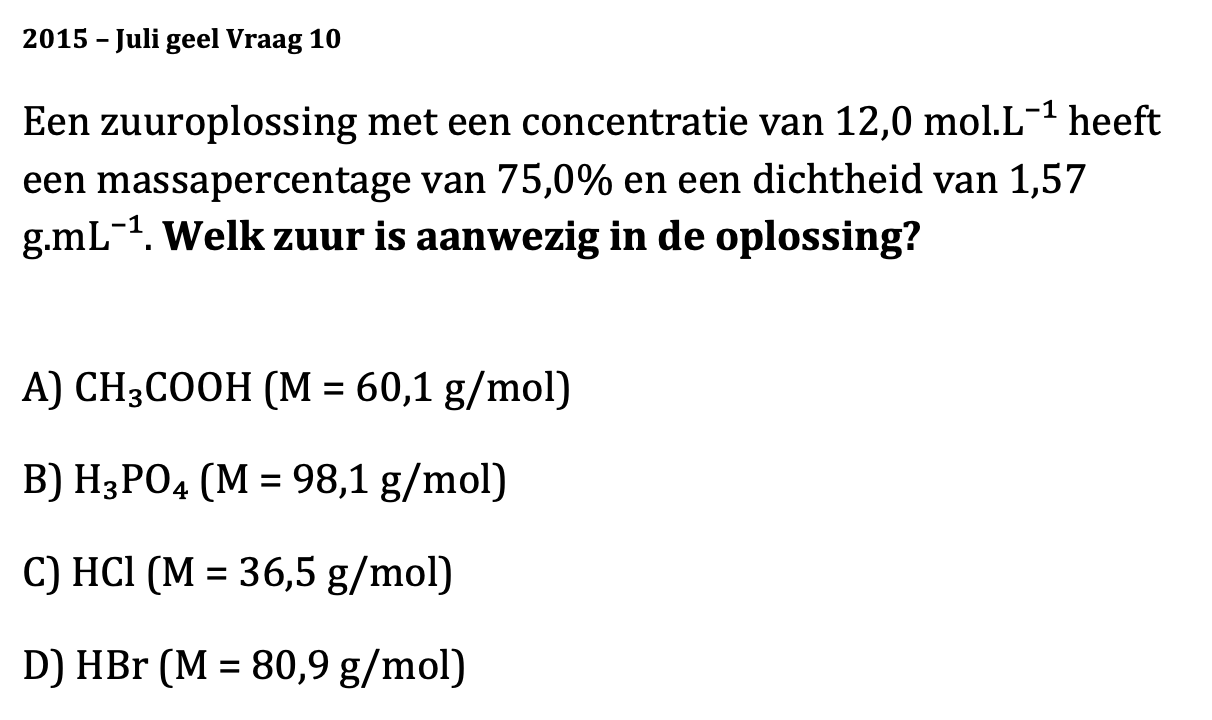 2015 – Juli geel Vraag 10
Een zuuroplossing met een concentratie van 12,0 mol.L⁻¹ heeft
een massapercentage van 75,0% en een dichtheid van 1,57
g.mL⁻¹. Welk zuur is aanwezig in de oplossing?
A) CH₃COOH (M = 60,1 g/mol)
B) H₃PO₄ (M = 98,1 g/mol)
C) HCl (M = 36,5 g/mol)
D) HBr (M = 80,9 g/mol)